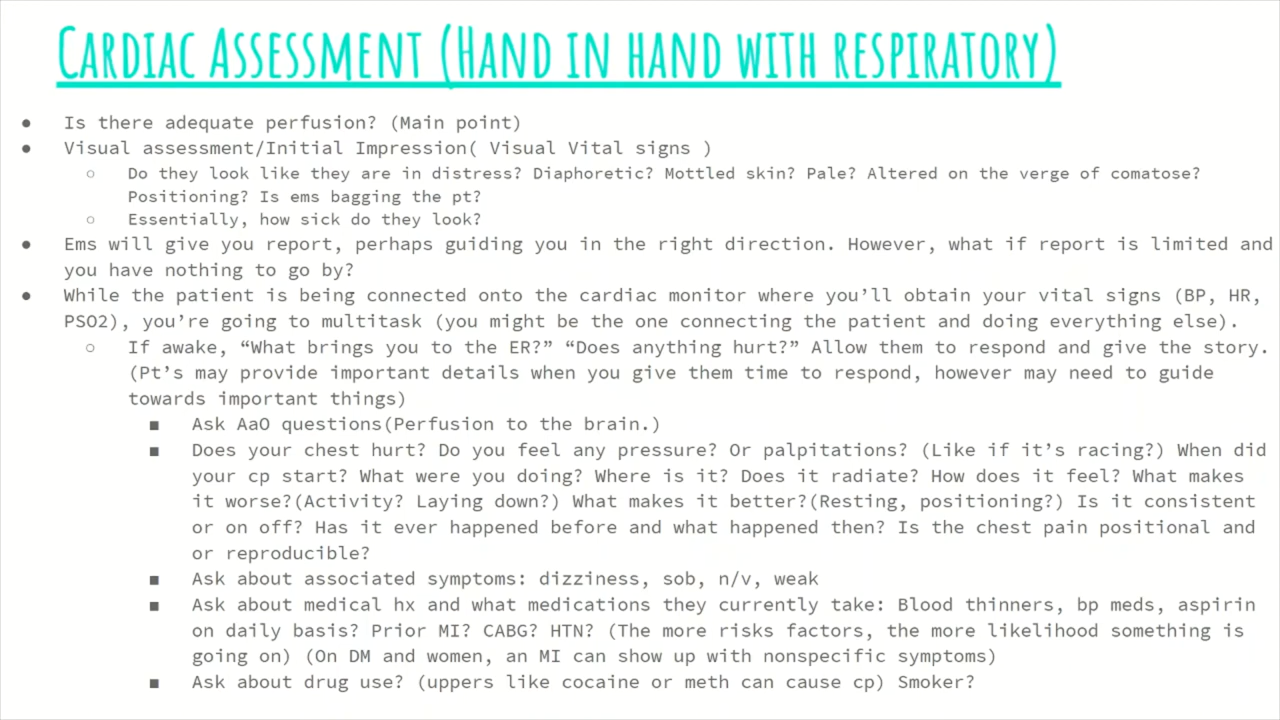 Cardiac Assessment (Hand in hand with respiratory)
● Is there adequate perfusion? (Main point)
● Visual assessment/Initial Impression( Visual Vital signs )
○ Do they look like they are in distress? Diaphoretic? Mottled skin? Pale? Altered on the verge of comatose?
Positioning? Is ems bagging the pt?
○ Essentially, how sick do they look?
● Ems will give you report, perhaps guiding you in the right direction. However, what if report is limited and
you have nothing to go by?
● While the patient is being connected onto the cardiac monitor where you’ll obtain your vital signs (BP, HR,
PSO2), you’re going to multitask (you might be the one connecting the patient and doing everything else).
○ If awake, “What brings you to the ER?” “Does anything hurt?” Allow them to respond and give the story.
(Pt’s may provide important details when you give them time to respond, however may need to guide
towards important things)
■ Ask AaO questions(Perfusion to the brain.)
■ Does your chest hurt? Do you feel any pressure? Or palpitations? (Like if it’s racing?) When did
your cp start? What were you doing? Where is it? Does it radiate? How does it feel? What makes
it worse?(Activity? Laying down?) What makes it better?(Resting, positioning?) Is it consistent
or on off? Has it ever happened before and what happened then? Is the chest pain positional and
or reproducible?
■ Ask about associated symptoms: dizziness, sob, n/v, weak
■ Ask about medical hx and what medications they currently take: Blood thinners, bp meds, aspirin
on daily basis? Prior MI? CABG? HTN? (The more risks factors, the more likelihood something is
going on) (On DM and women, an MI can show up with nonspecific symptoms)
■ Ask about drug use? (uppers like cocaine or meth can cause cp) Smoker?